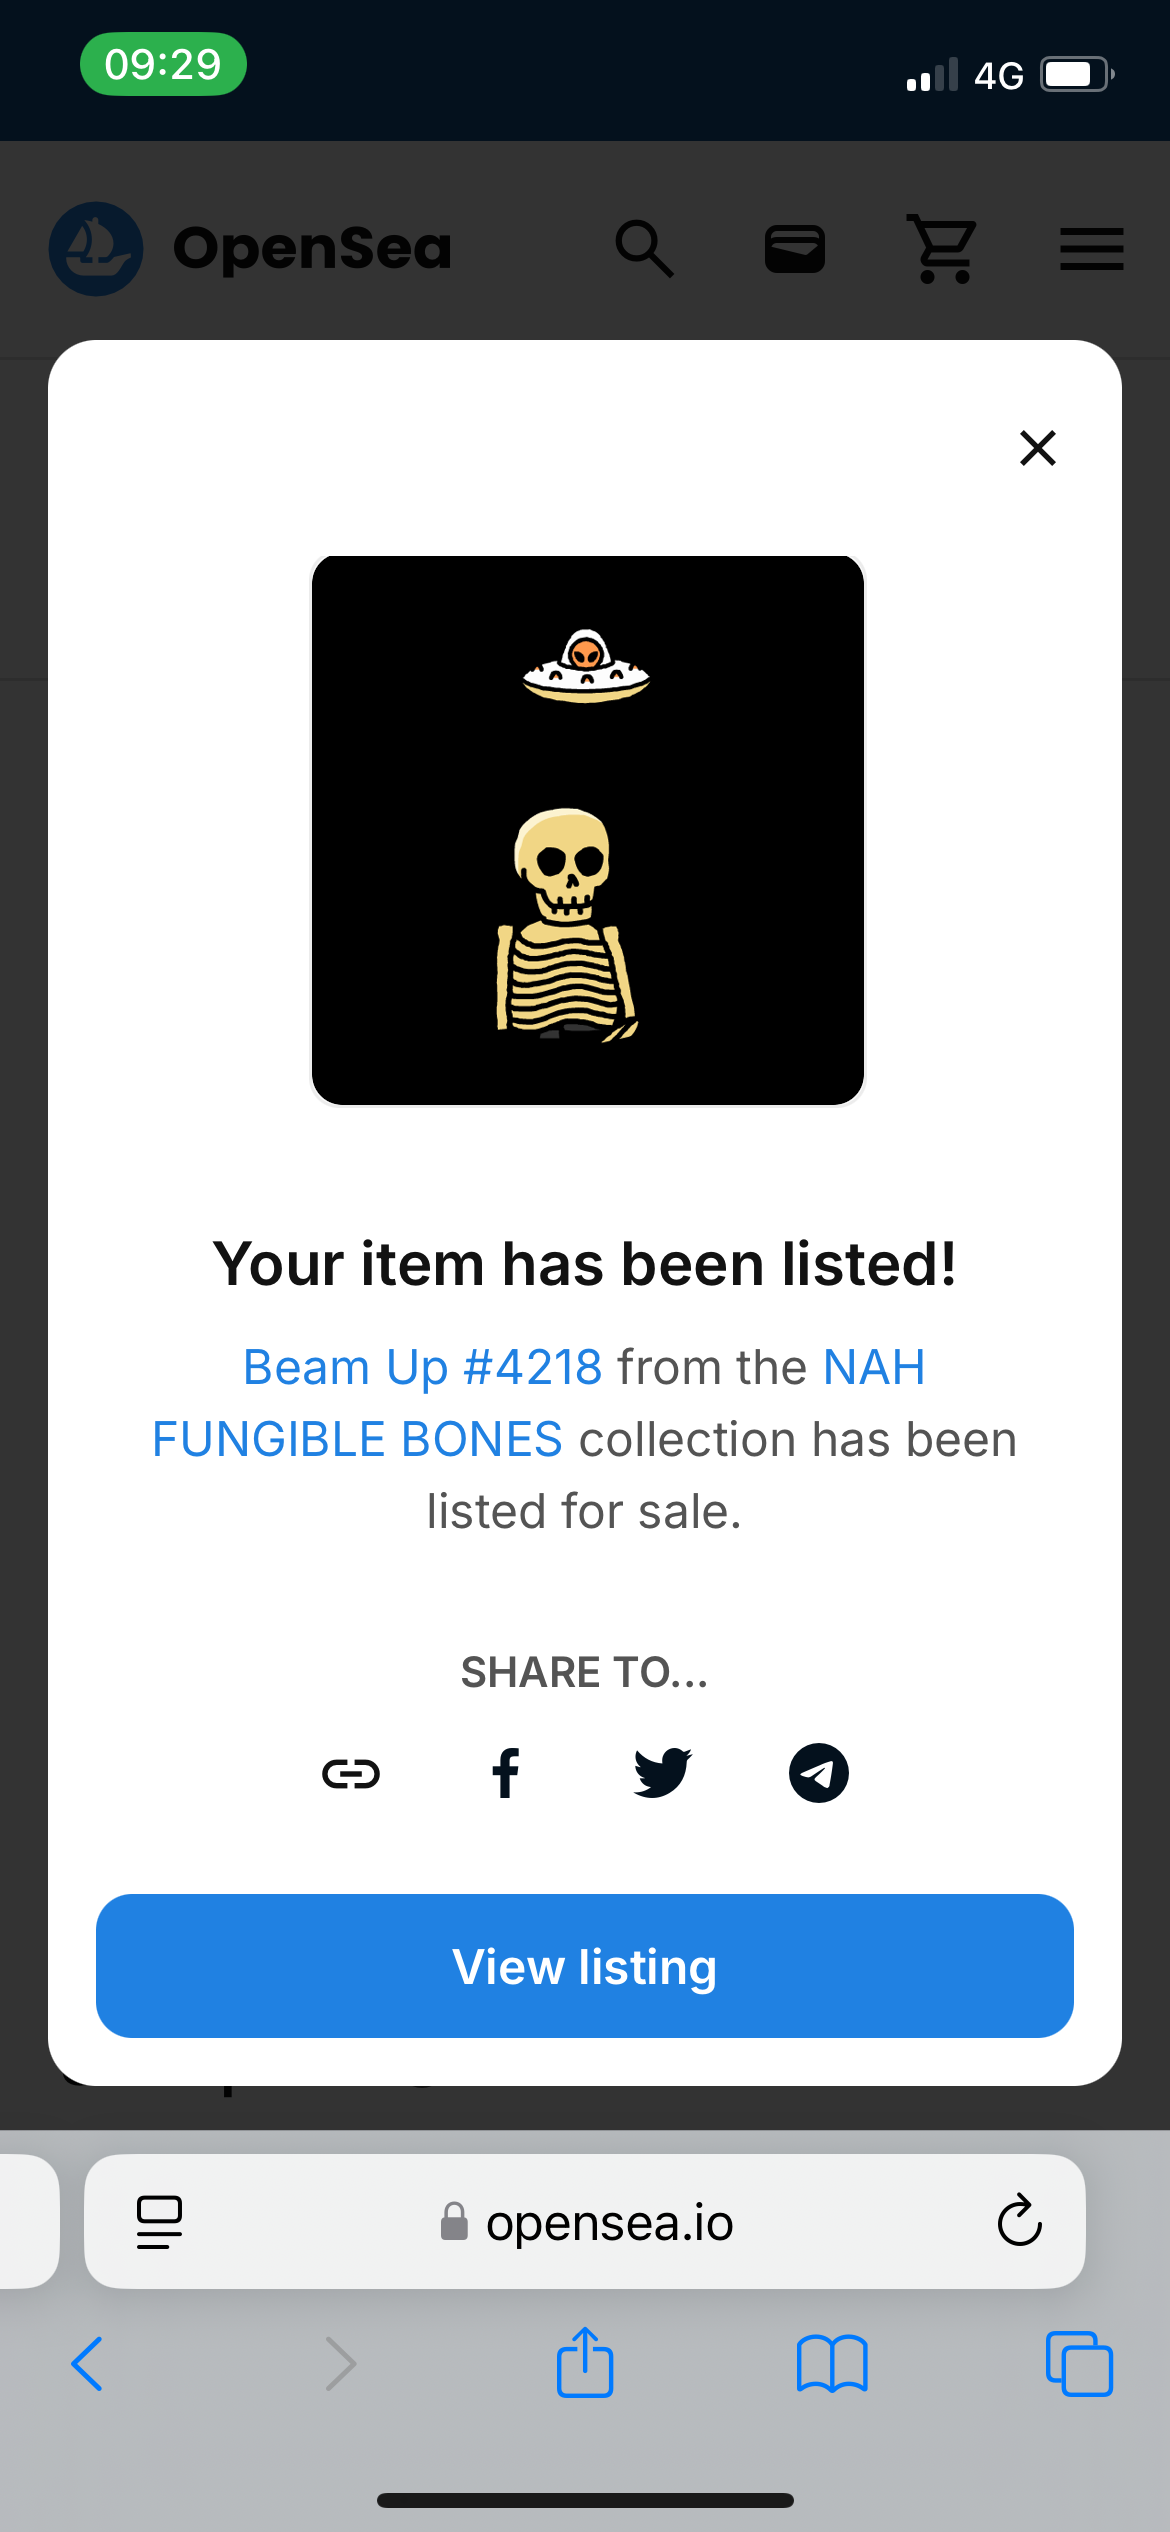 09:29
4G
OpenSea
Your item has been listed!
Beam Up #4218 from the NAH
FUNGIBLE BONES collection has been
listed for sale.
SHARE TO...
View listing
opensea.io